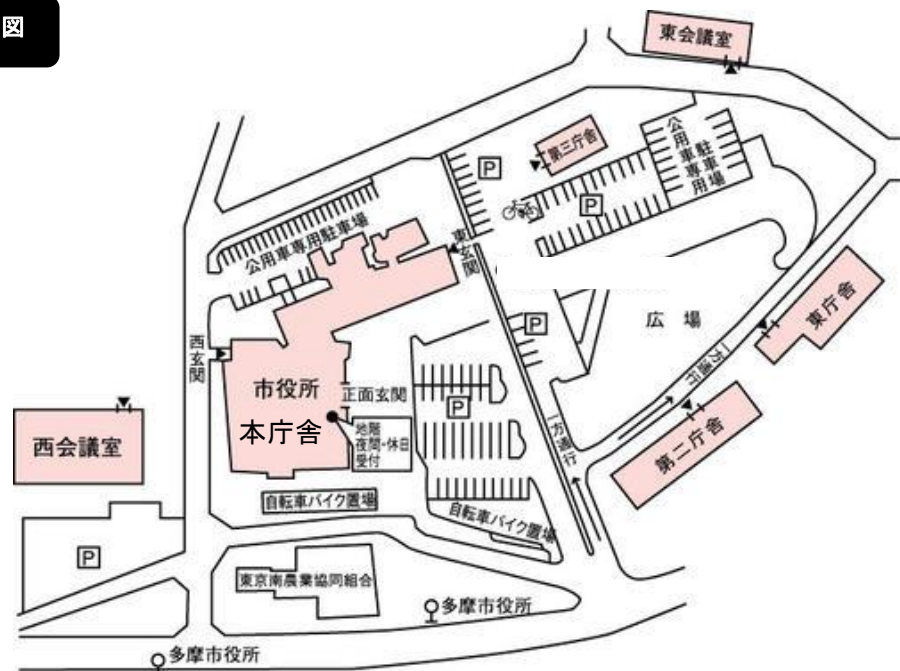 図
東会議室
公用車専用駐車場
第三庁舎
P
P
公用車専用駐車場
東玄関
東庁舎
広場
P
一方通行
西玄関
市役所
本庁舎
正面玄関
P
地階
夜間・休日
受付
第二庁舎
一方通行
西会議室
自転車バイク置場
自転車バイク置場
P
東京南農業協同組合
多摩市役所
多摩市役所